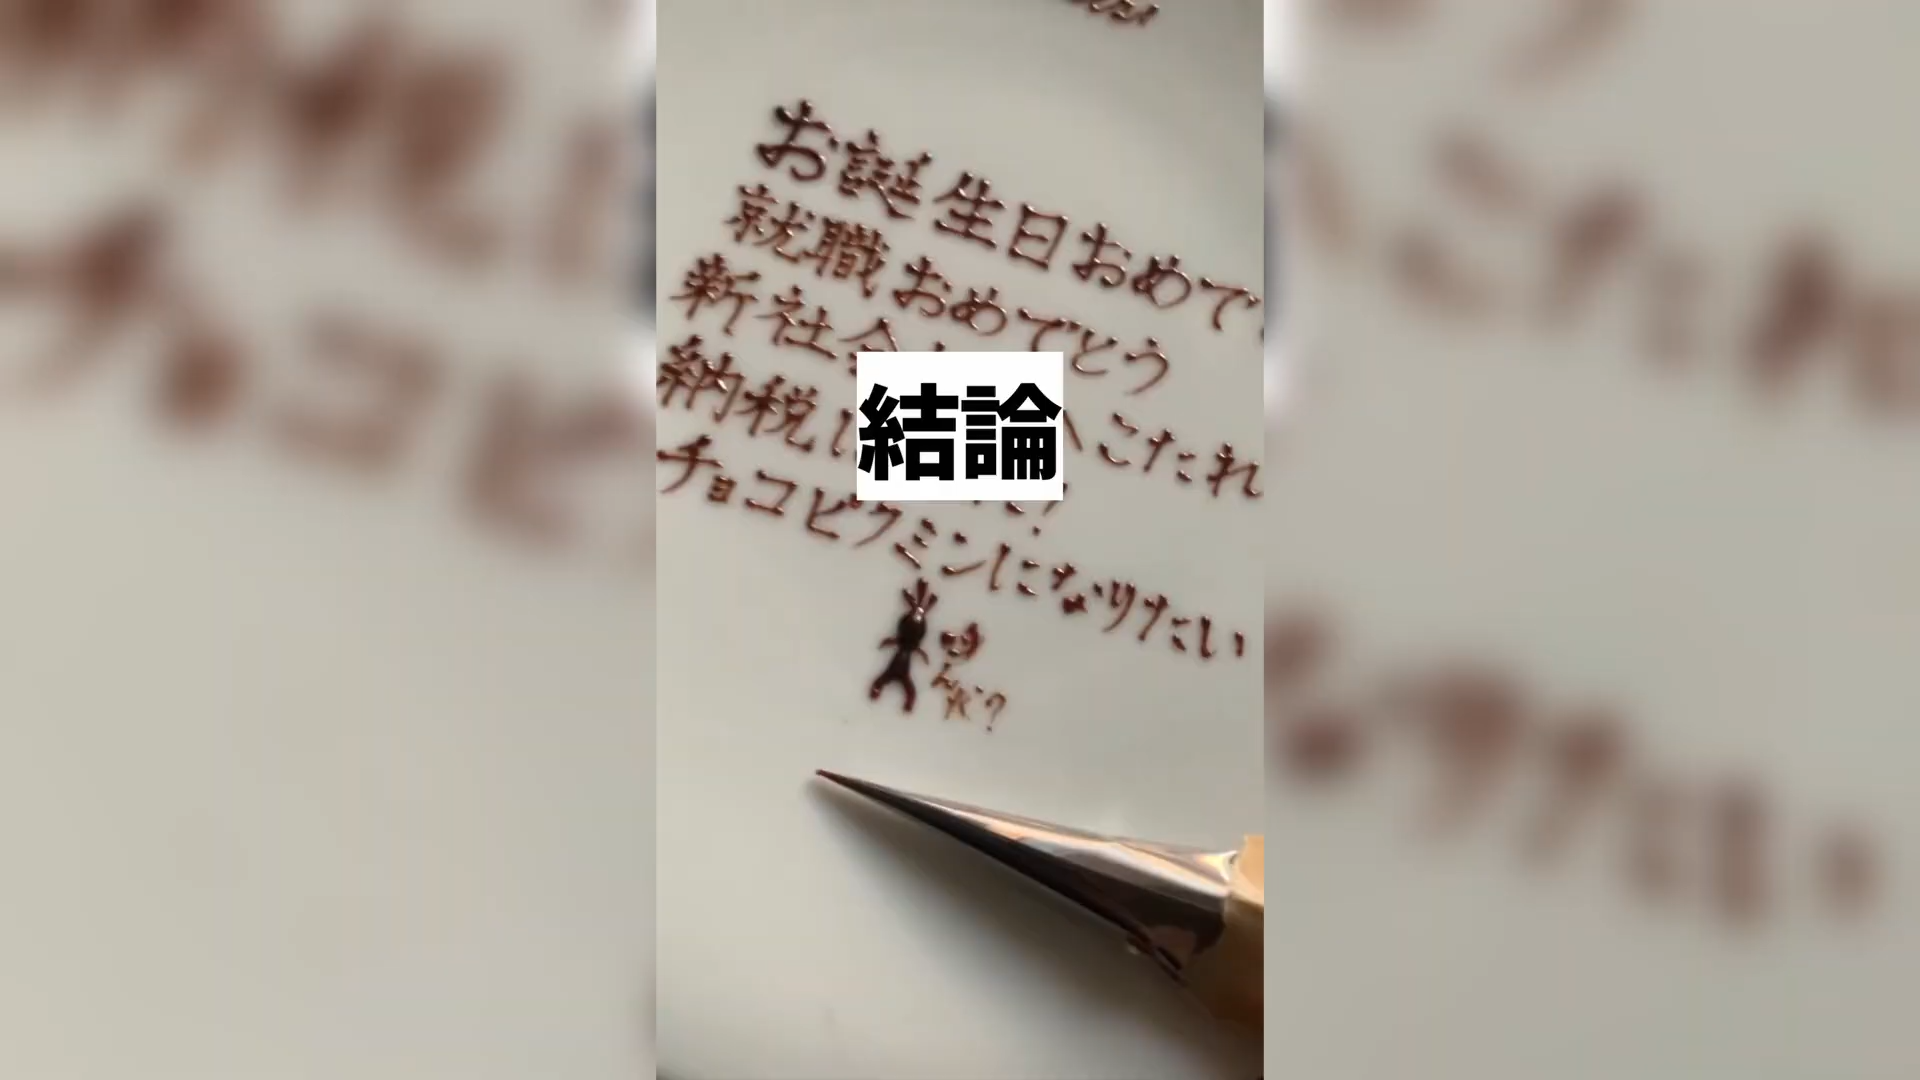 お誕生日おめで
就職おめでとう
新社会
納税
こたれ
チョコピクミンになりたい
結論